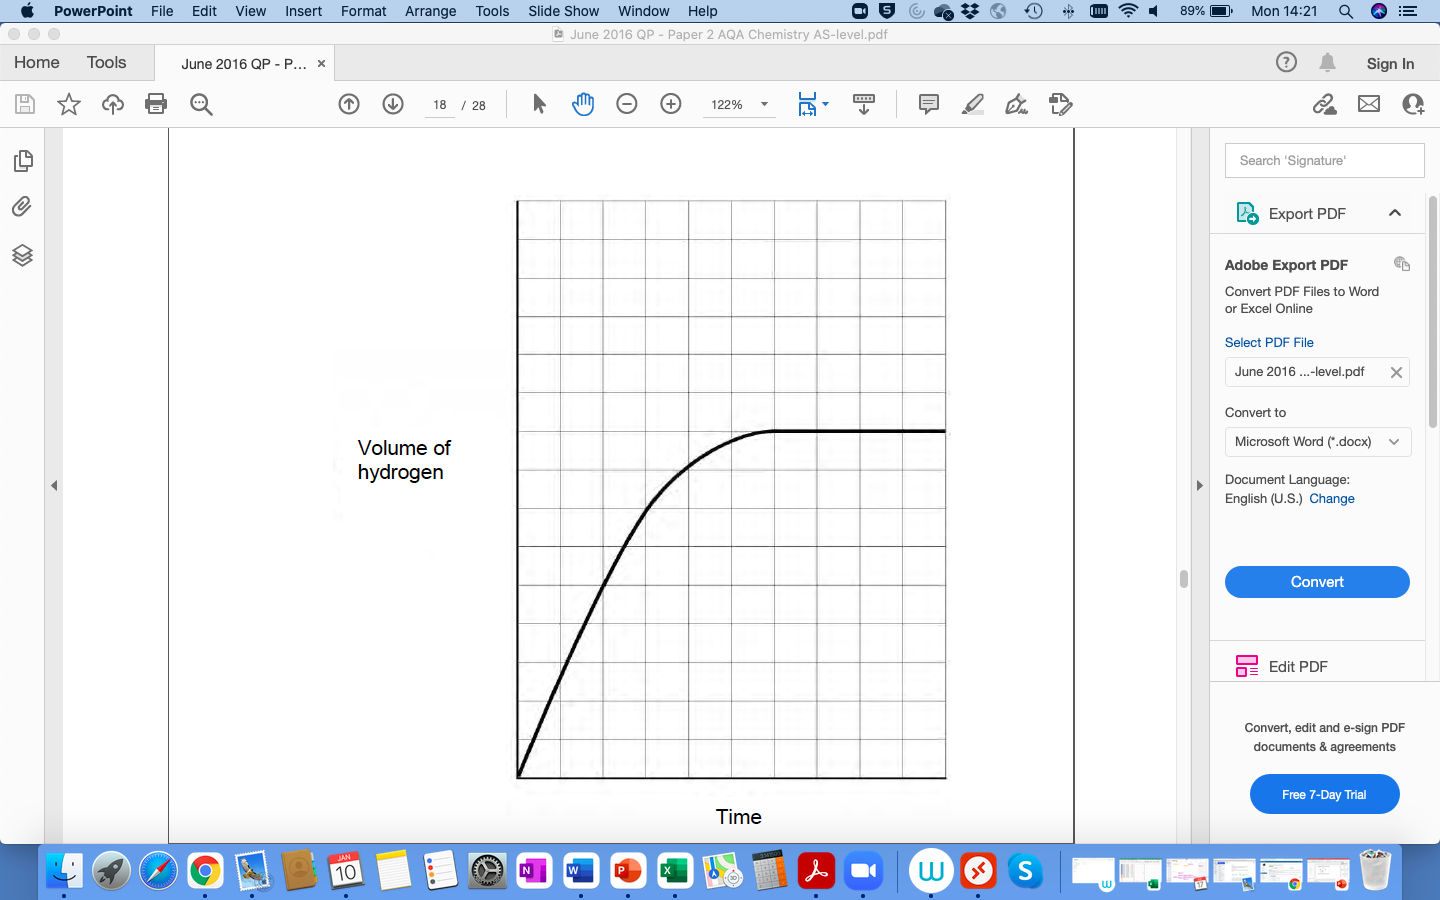 PowerPoint File Edit View Insert Format Arrange Tools Slide Show Window Help 89% Mon 14:21
June 2016 QP - Paper 2 AQA Chemistry AS-level.pdf
Home Tools June 2016 QP - P... × Sign In
18 / 28 122%
Search 'Signature'
Export PDF
Adobe Export PDF
Convert PDF Files to Word
or Excel Online
Select PDF File
June 2016 ...-level.pdf
Convert to
Microsoft Word (*.docx)
Document Language:
English (U.S.) Change
Convert
Edit PDF
Convert, edit and e-sign PDF
documents & agreements
Free 7-Day Trial
Volume of
hydrogen
Time
JAN
10
N
W
P
X
3D
W
S
17